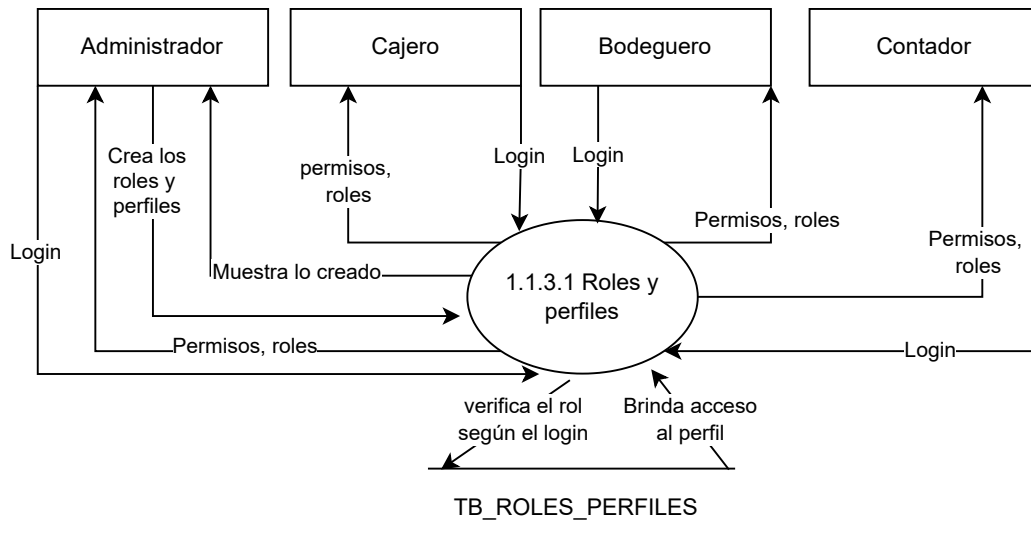 Administrador
Cajero
Bodeguero
Contador
Crea los
roles y
perfiles
permisos,
roles
Login
Login
Permisos, roles
Login
Muestra lo creado
1.1.3.1 Roles y
perfiles
Permisos,
roles
Permisos, roles
Login
verifica el rol
según el login
Brinda acceso
al perfil
TB_ROLES_PERFILES